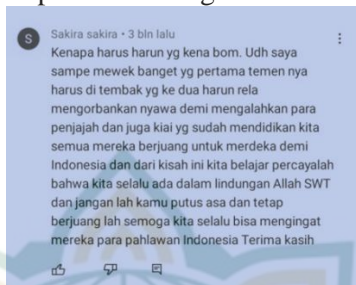 S
Sakira sakira • 3 bln lalu
Kenapa harus harun yg kena bom. Udh saya
sampe mewek banget yg pertama temen nya
harus di tembak yg ke dua harun rela
mengorbankan nyawa demi mengalahkan para
penjajah dan juga kiai yg sudah mendidikan kita
semua mereka berjuang untuk merdeka demi
Indonesia dan dari kisah ini kita belajar percayalah
bahwa kita selalu ada dalam lindungan Allah SWT
dan jangan lah kamu putus asa dan tetap
berjuang lah semoga kita selalu bisa mengingat
mereka para pahlawan Indonesia Terima kasih